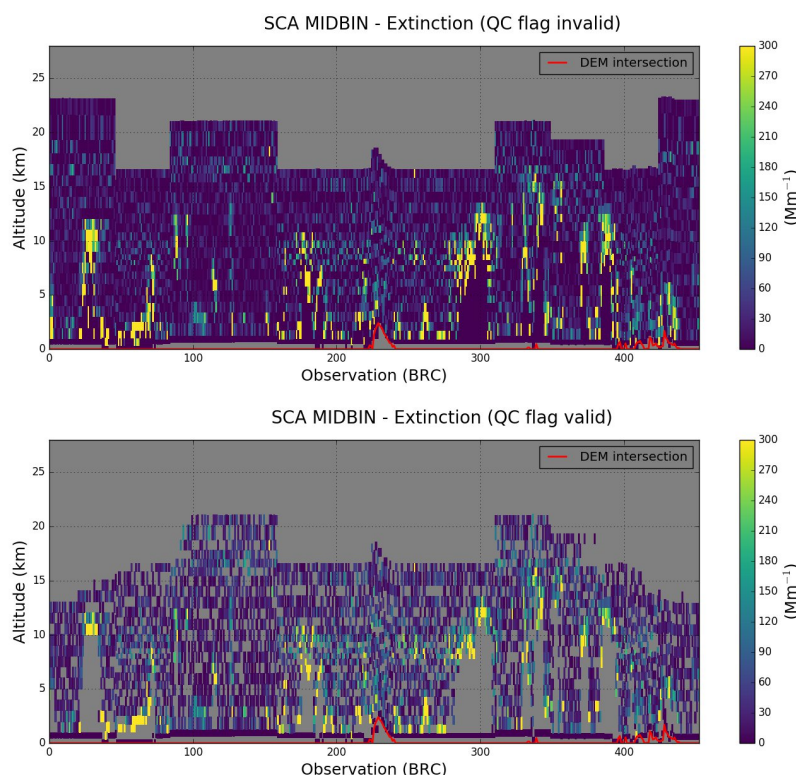 SCA MIDBIN - Extinction (QC flag invalid)
DEM intersection
Altitude (km)
25
20
15
10
5
0
0 100 200 300 400
Observation (BRC)
300
270
240
210
180
150
120
90
60
30
0
(Mm⁻¹)
SCA MIDBIN - Extinction (QC flag valid)
DEM intersection
Altitude (km)
25
20
15
10
5
0
0 100 200 300 400
Observation (BRC)
300
270
240
210
180
150
120
90
60
30
0
(Mm⁻¹)